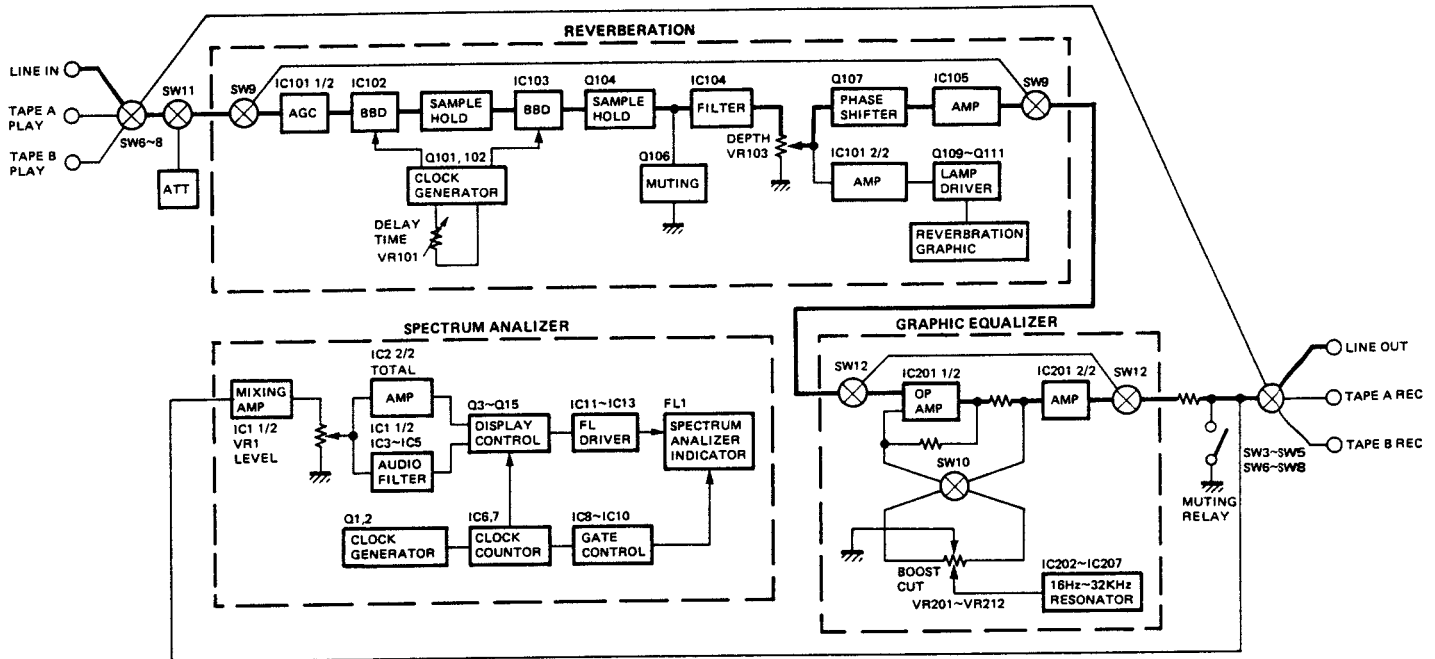 REVERBERATION
LINE IN
TAPE A
PLAY
TAPE B
PLAY
SW6~8
SW11
ATT
SW9
IC101 1/2
AGC
IC102
BBD
SAMPLE
HOLD
IC103
BBD
Q104
SAMPLE
HOLD
IC104
FILTER
Q107
PHASE
SHIFTER
IC105
AMP
SW9
Q101, 102
CLOCK
GENERATOR
DELAY
TIME
VR101
Q106
MUTING
DEPTH
VR103
IC101 2/2
AMP
Q109~Q111
LAMP
DRIVER
REVERBRATION
GRAPHIC
SPECTRUM ANALIZER
MIXING
AMP
IC1 1/2
VR1
LEVEL
IC2 2/2
TOTAL
AMP
IC1 1/2
IC3~IC5
AUDIO
FILTER
Q3~Q15
DISPLAY
CONTROL
IC11~IC13
FL
DRIVER
FL1
SPECTRUM
ANALIZER
INDICATOR
Q1,2
CLOCK
GENERATOR
IC6,7
CLOCK
COUNTOR
IC8~IC10
GATE
CONTROL
GRAPHIC EQUALIZER
SW12
IC201 1/2
OP
AMP
IC201 2/2
AMP
SW12
SW10
BOOST
CUT
VR201~VR212
IC202~IC207
16Hz~32KHz
RESONATOR
LINE OUT
TAPE A REC
TAPE B REC
SW3~SW5
SW6~SW8
MUTING
RELAY